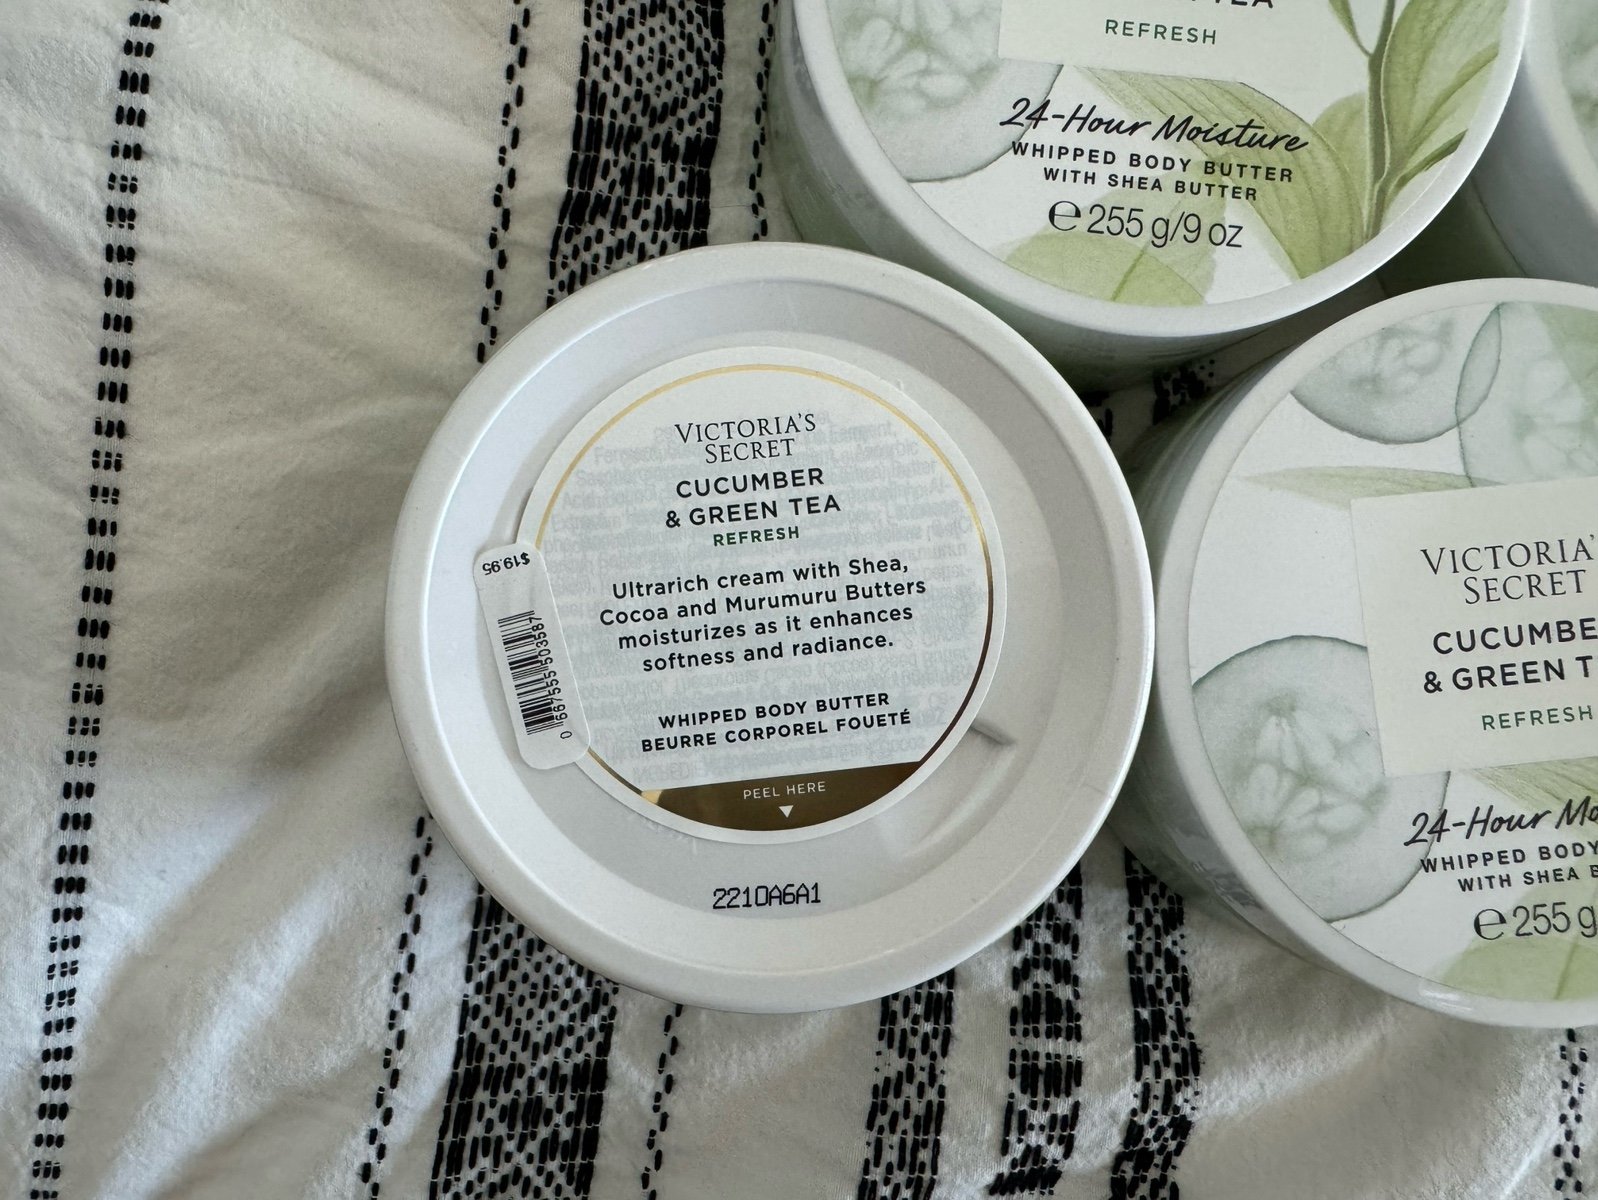 REFRESH
24-Hour Moisture
WHIPPED BODY BUTTER
WITH SHEA BUTTER
℮ 255 g/9 oz
VICTORIA'S
SECRET
CUCUMBER
& GREEN TEA
REFRESH
Ultrarich cream with Shea,
Cocoa and Murumuru Butters
moisturizes as it enhances
softness and radiance.
WHIPPED BODY BUTTER
BEURRE CORPOREL FOUETÉ
PEEL HERE
2210A6A1
$19.95
VICTORIA'
SECRET
CUCUMBE
& GREEN T
REFRESH
24-Hour Mo
WHIPPED BODY
WITH SHEA B
℮ 255 g